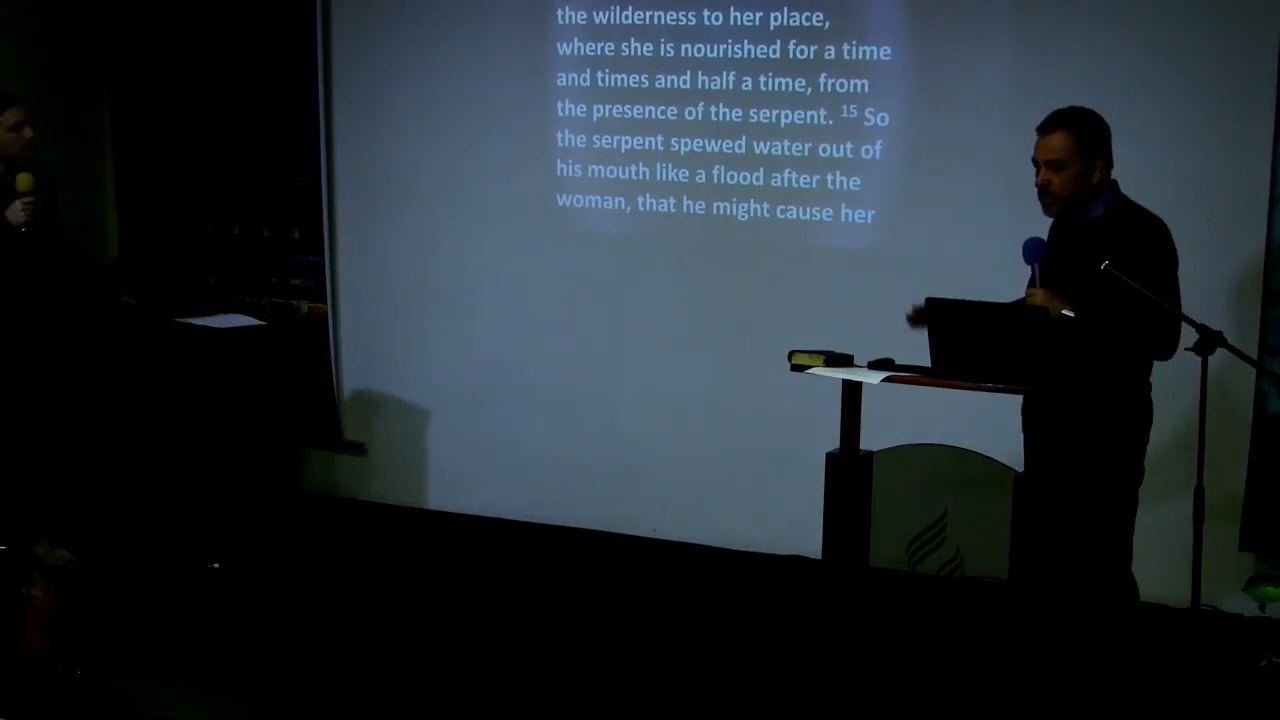 the wilderness to her place,
where she is nourished for a time
and times and half a time, from
the presence of the serpent. 15 So
the serpent spewed water out of
his mouth like a flood after the
woman, that he might cause her